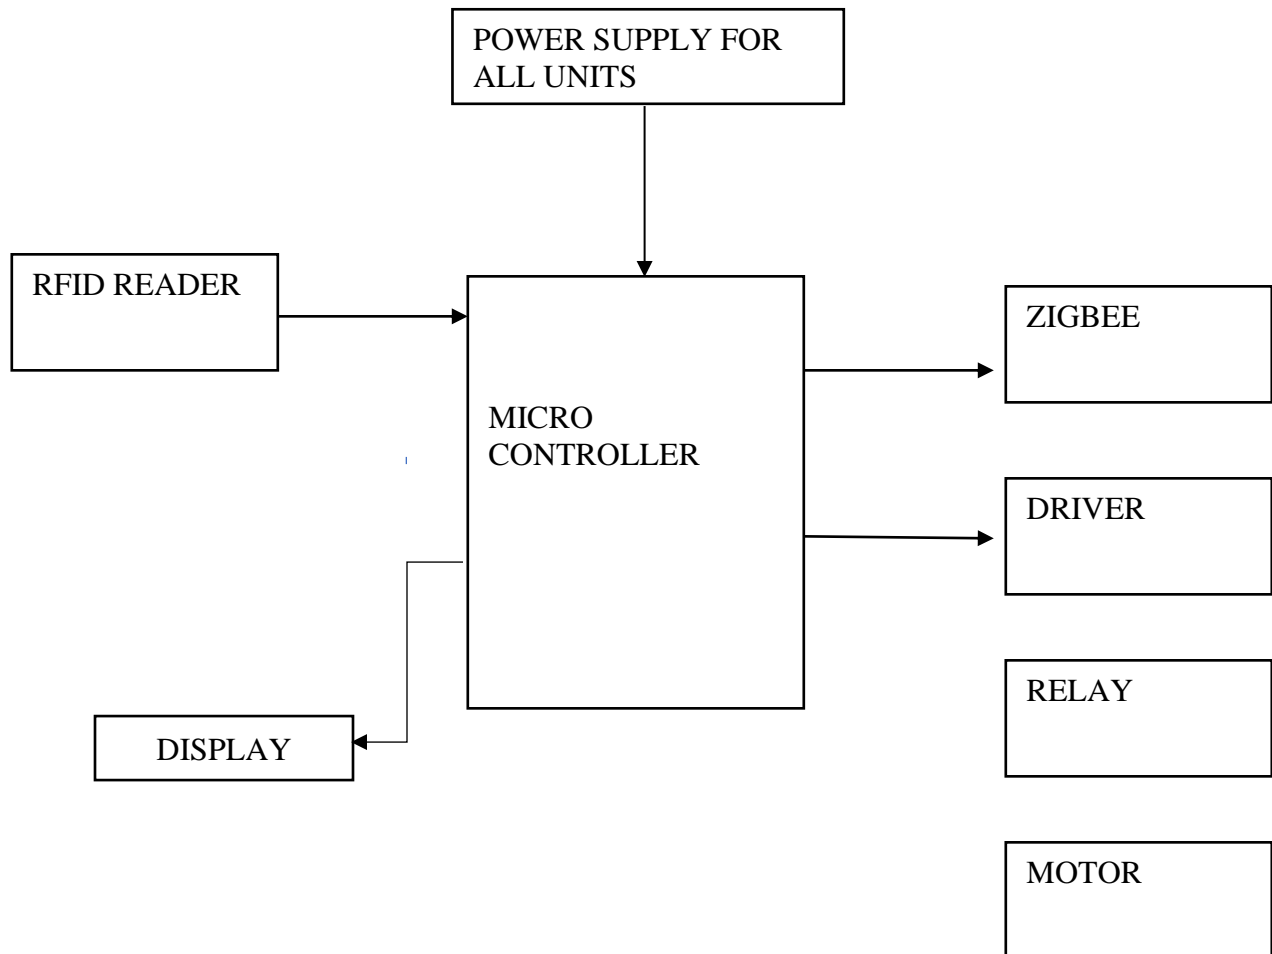 POWER SUPPLY FOR
ALL UNITS
RFID READER
ZIGBEE
MICRO
CONTROLLER
DRIVER
RELAY
DISPLAY
MOTOR